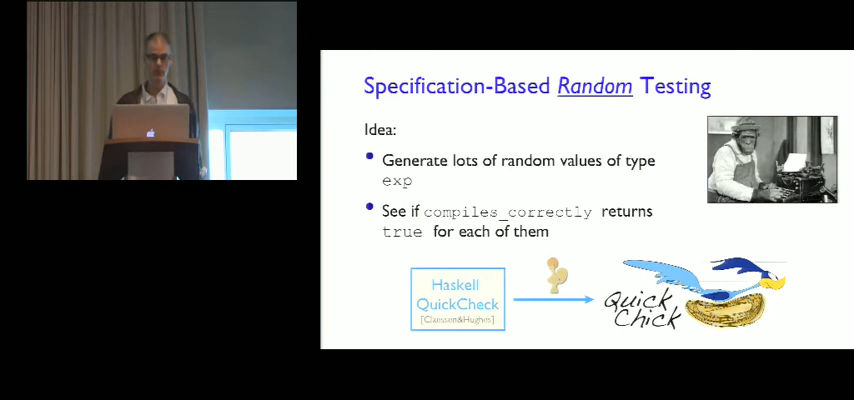 Specification-Based Random Testing
Idea:
Generate lots of random values of type
exp
See if compiles_correctly returns
true for each of them
Haskell
QuickCheck
[Claessen&Hughes]
Quick
Chick